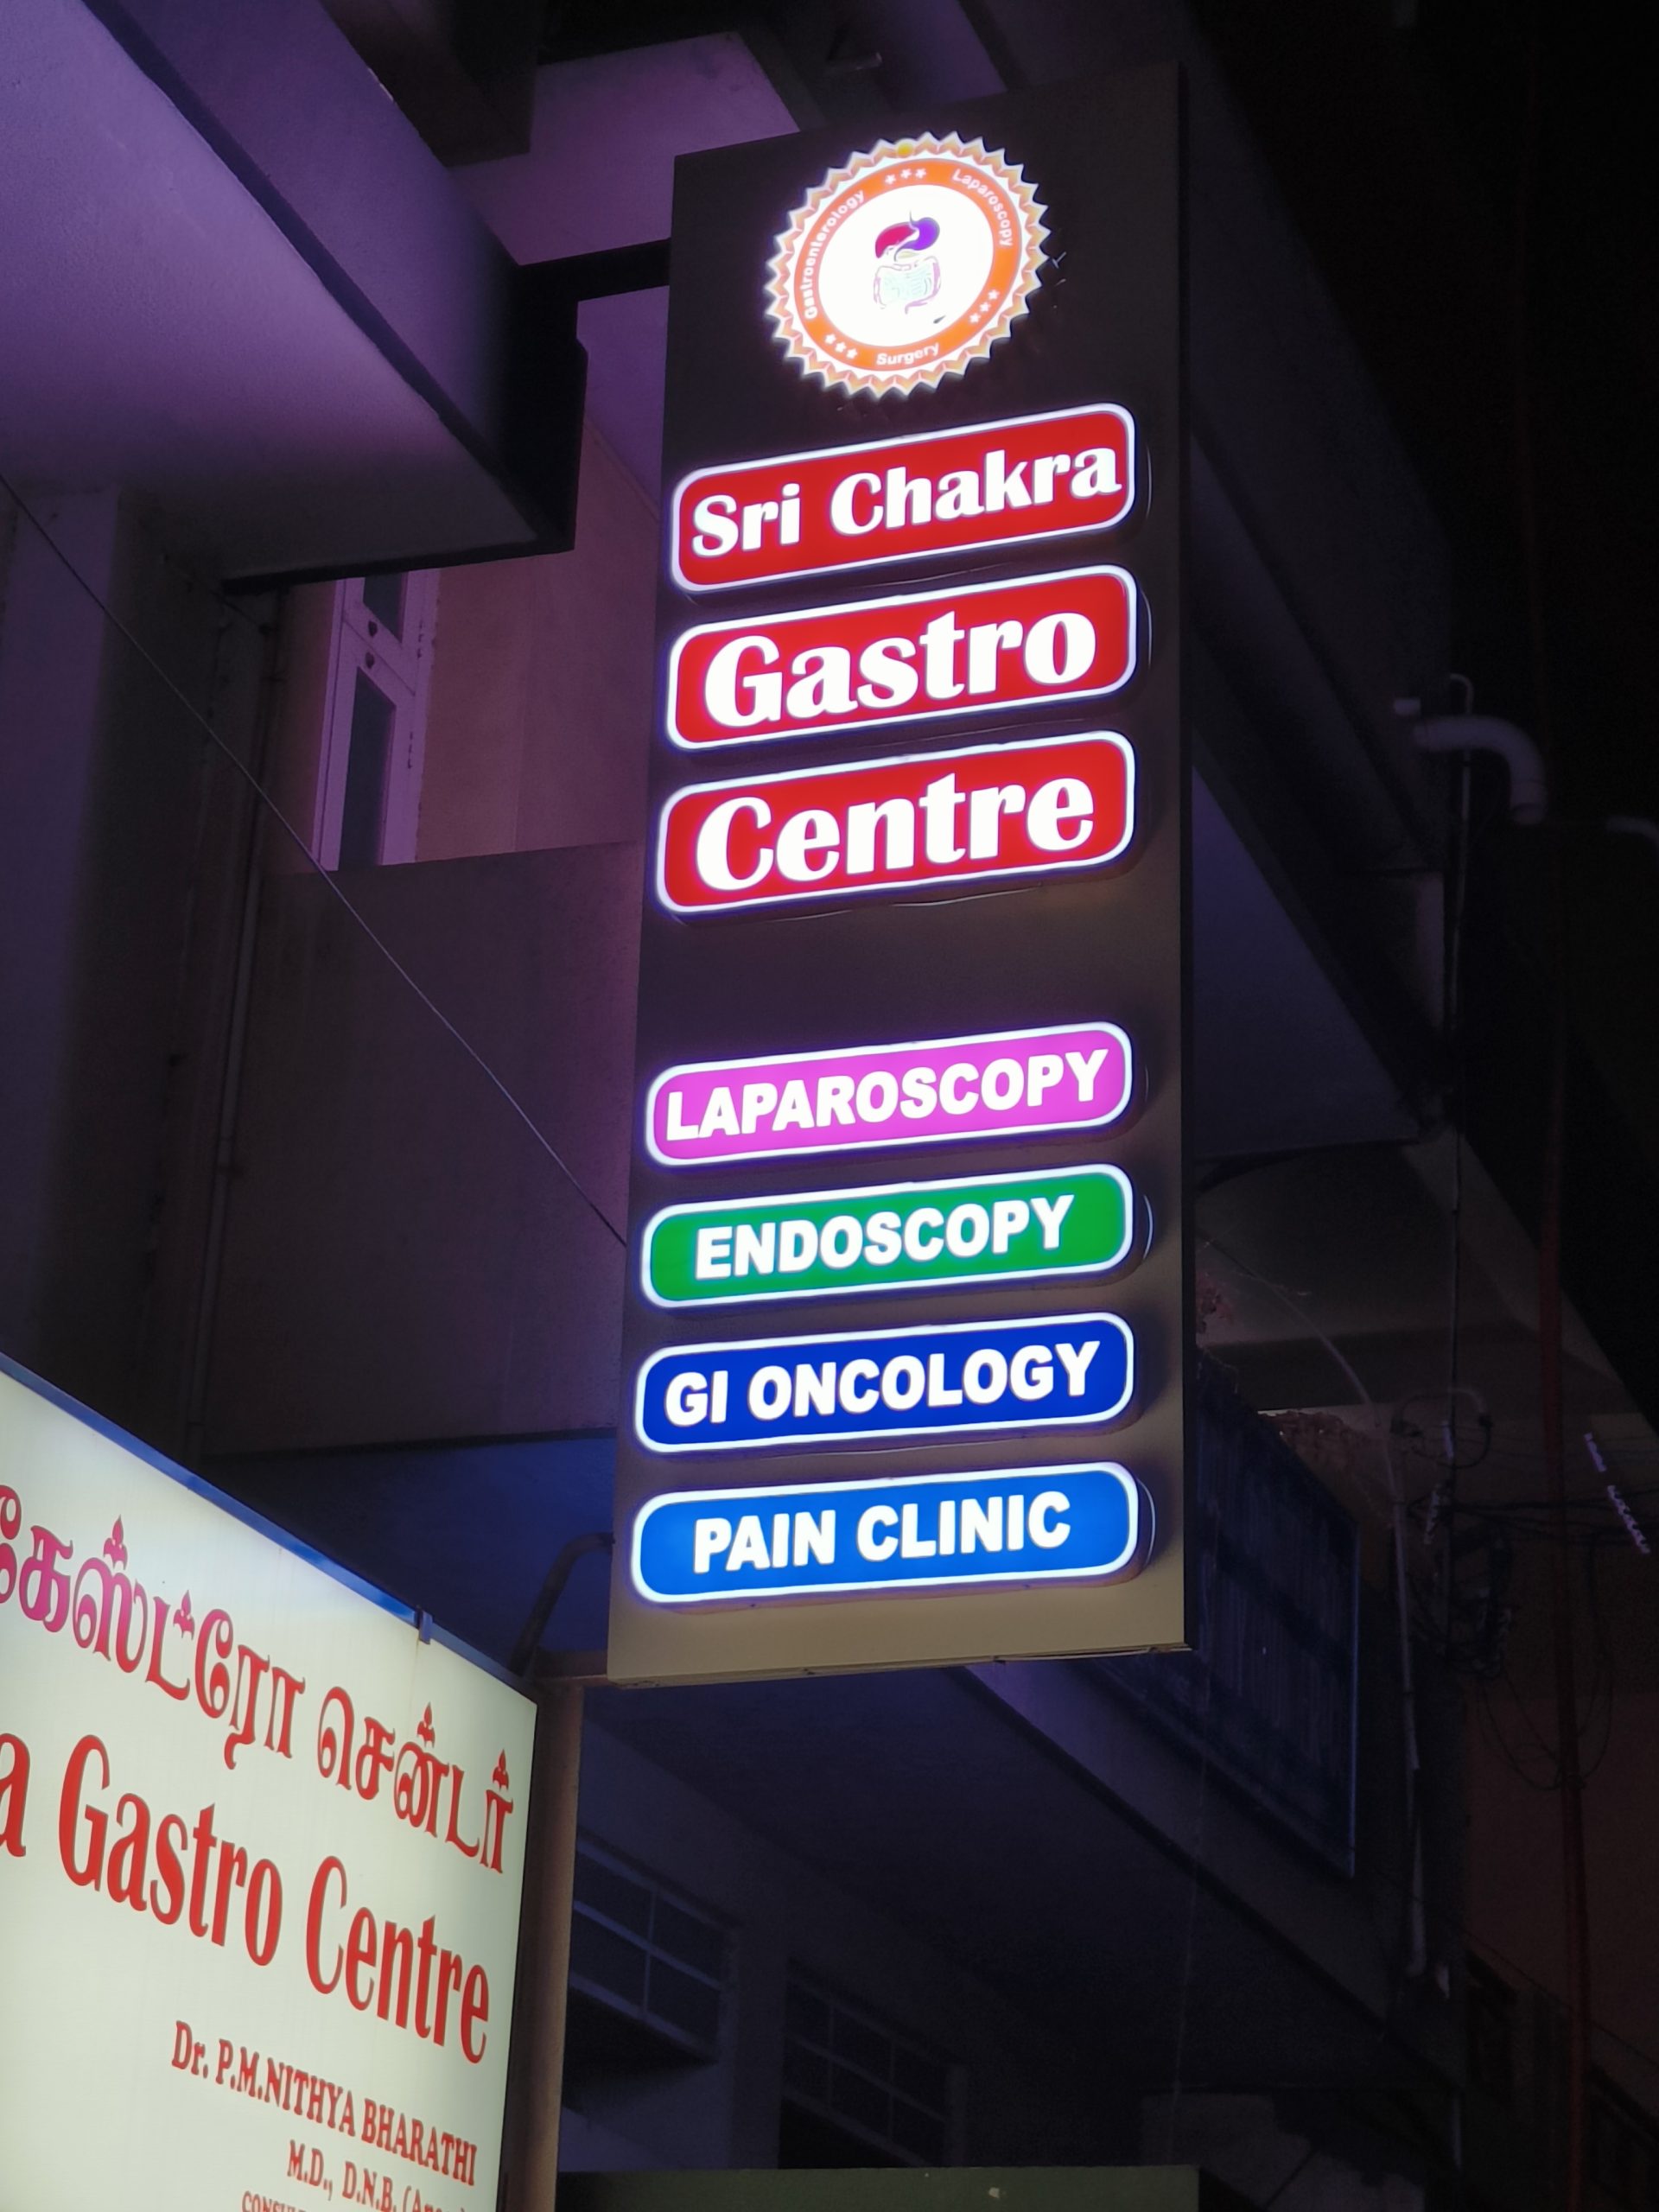 Gastroenterology *** Laparoscopy *** Surgery ***
Sri Chakra
Gastro
Centre
LAPAROSCOPY
ENDOSCOPY
GI ONCOLOGY
PAIN CLINIC
கேஸ்ட்ரோ சென்டர்
a Gastro Centre
Dr. P.M.NITHYA BHARATHI
M.D., D.N.B.